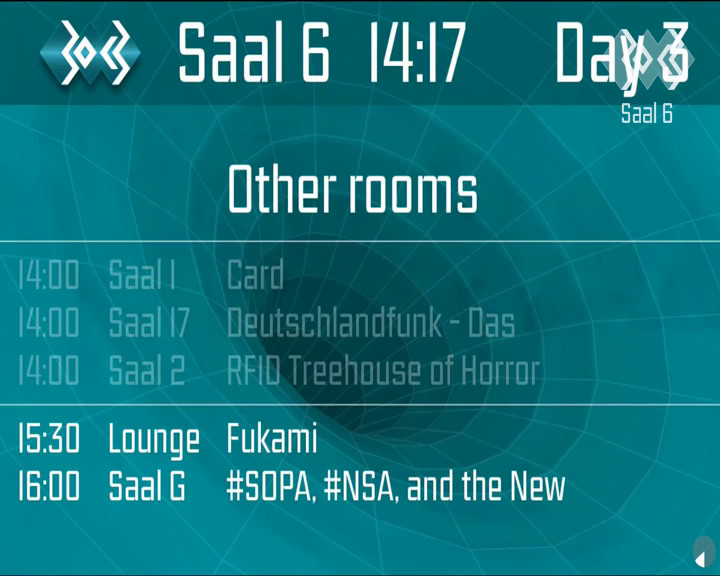 Saal 6 14:17 Day 3
Saal 6
Other rooms
14:00 Saal 1 Card
14:00 Saal 17 Deutschlandfunk - Das
14:00 Saal 2 RFID Treehouse of Horror
15:30 Lounge Fukami
16:00 Saal G #SOPA, #NSA, and the New